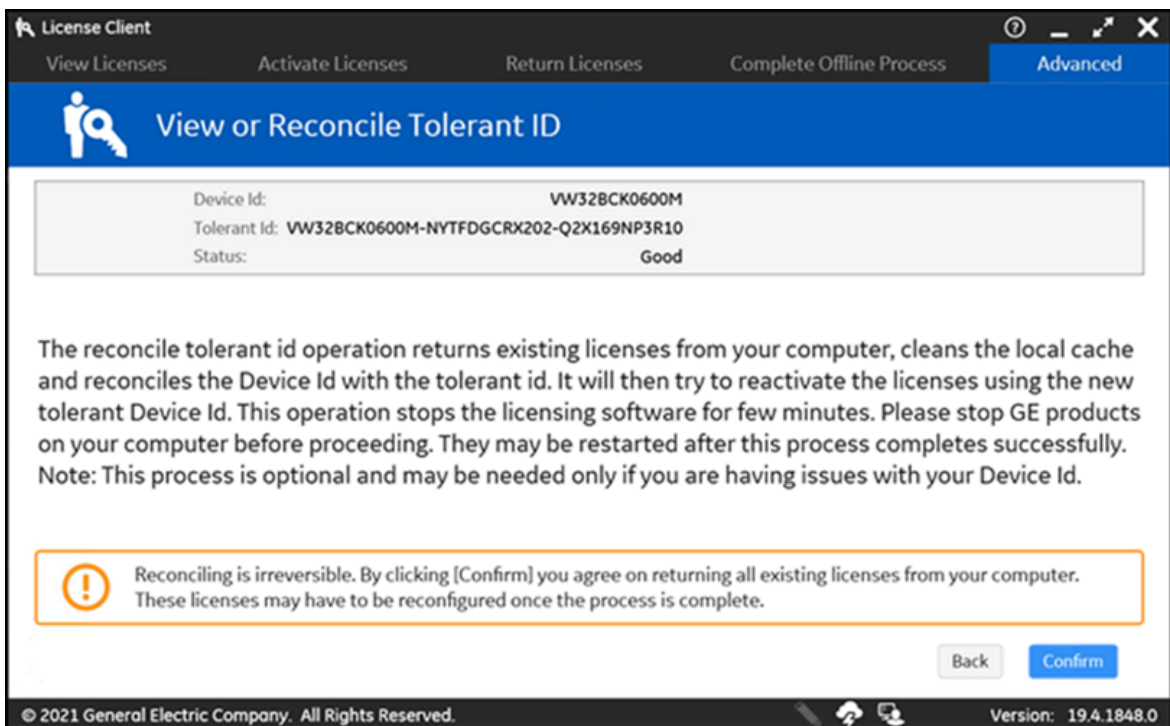 License Client
View Licenses Activate Licenses Return Licenses Complete Offline Process Advanced
View or Reconcile Tolerant ID
Device Id: VW32BCK0600M
Tolerant Id: VW32BCK0600M-NYTFDGCRX202-Q2X169NP3R10
Status: Good
The reconcile tolerant id operation returns existing licenses from your computer, cleans the local cache
and reconciles the Device Id with the tolerant id. It will then try to reactivate the licenses using the new
tolerant Device Id. This operation stops the licensing software for few minutes. Please stop GE products
on your computer before proceeding. They may be restarted after this process completes successfully.
Note: This process is optional and may be needed only if you are having issues with your Device Id.
Reconciling is irreversible. By clicking [Confirm] you agree on returning all existing licenses from your computer.
These licenses may have to be reconfigured once the process is complete.
Back Confirm
© 2021 General Electric Company. All Rights Reserved. Version: 19.4.1848.0